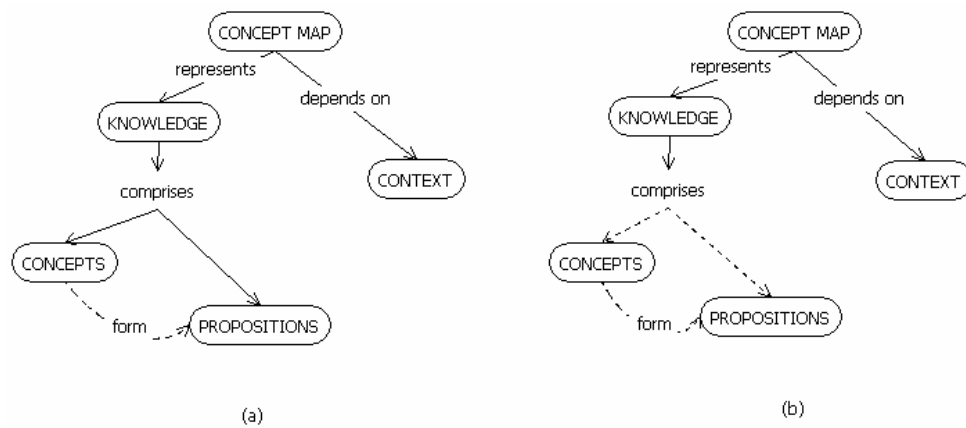 CONCEPT MAP
represents
depends on
KNOWLEDGE
CONTEXT
comprises
CONCEPTS
form
PROPOSITIONS
(a)
CONCEPT MAP
represents
depends on
KNOWLEDGE
CONTEXT
comprises
CONCEPTS
form
PROPOSITIONS
(b)